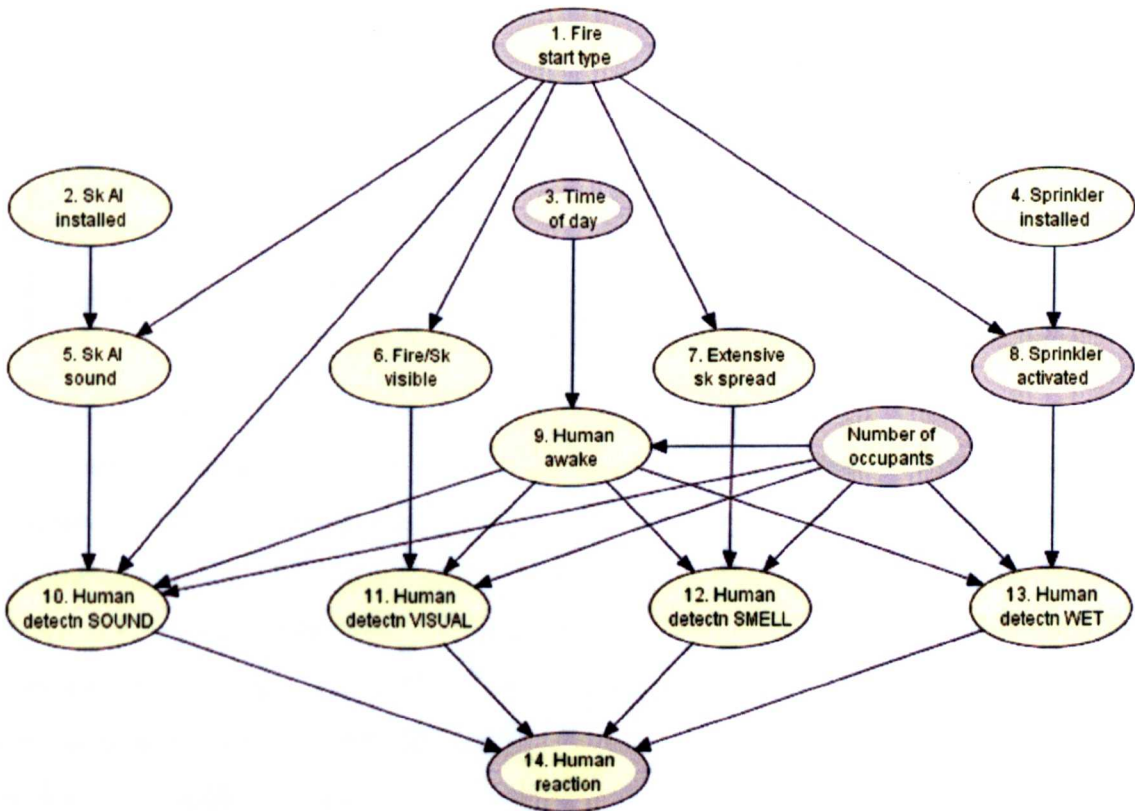 1. Fire
start type
2. Sk Al
installed
3. Time
of day
4. Sprinkler
installed
5. Sk Al
sound
6. Fire/Sk
visible
7. Extensive
sk spread
8. Sprinkler
activated
9. Human
awake
Number of
occupants
10. Human
detectn SOUND
11. Human
detectn VISUAL
12. Human
detectn SMELL
13. Human
detectn WET
14. Human
reaction